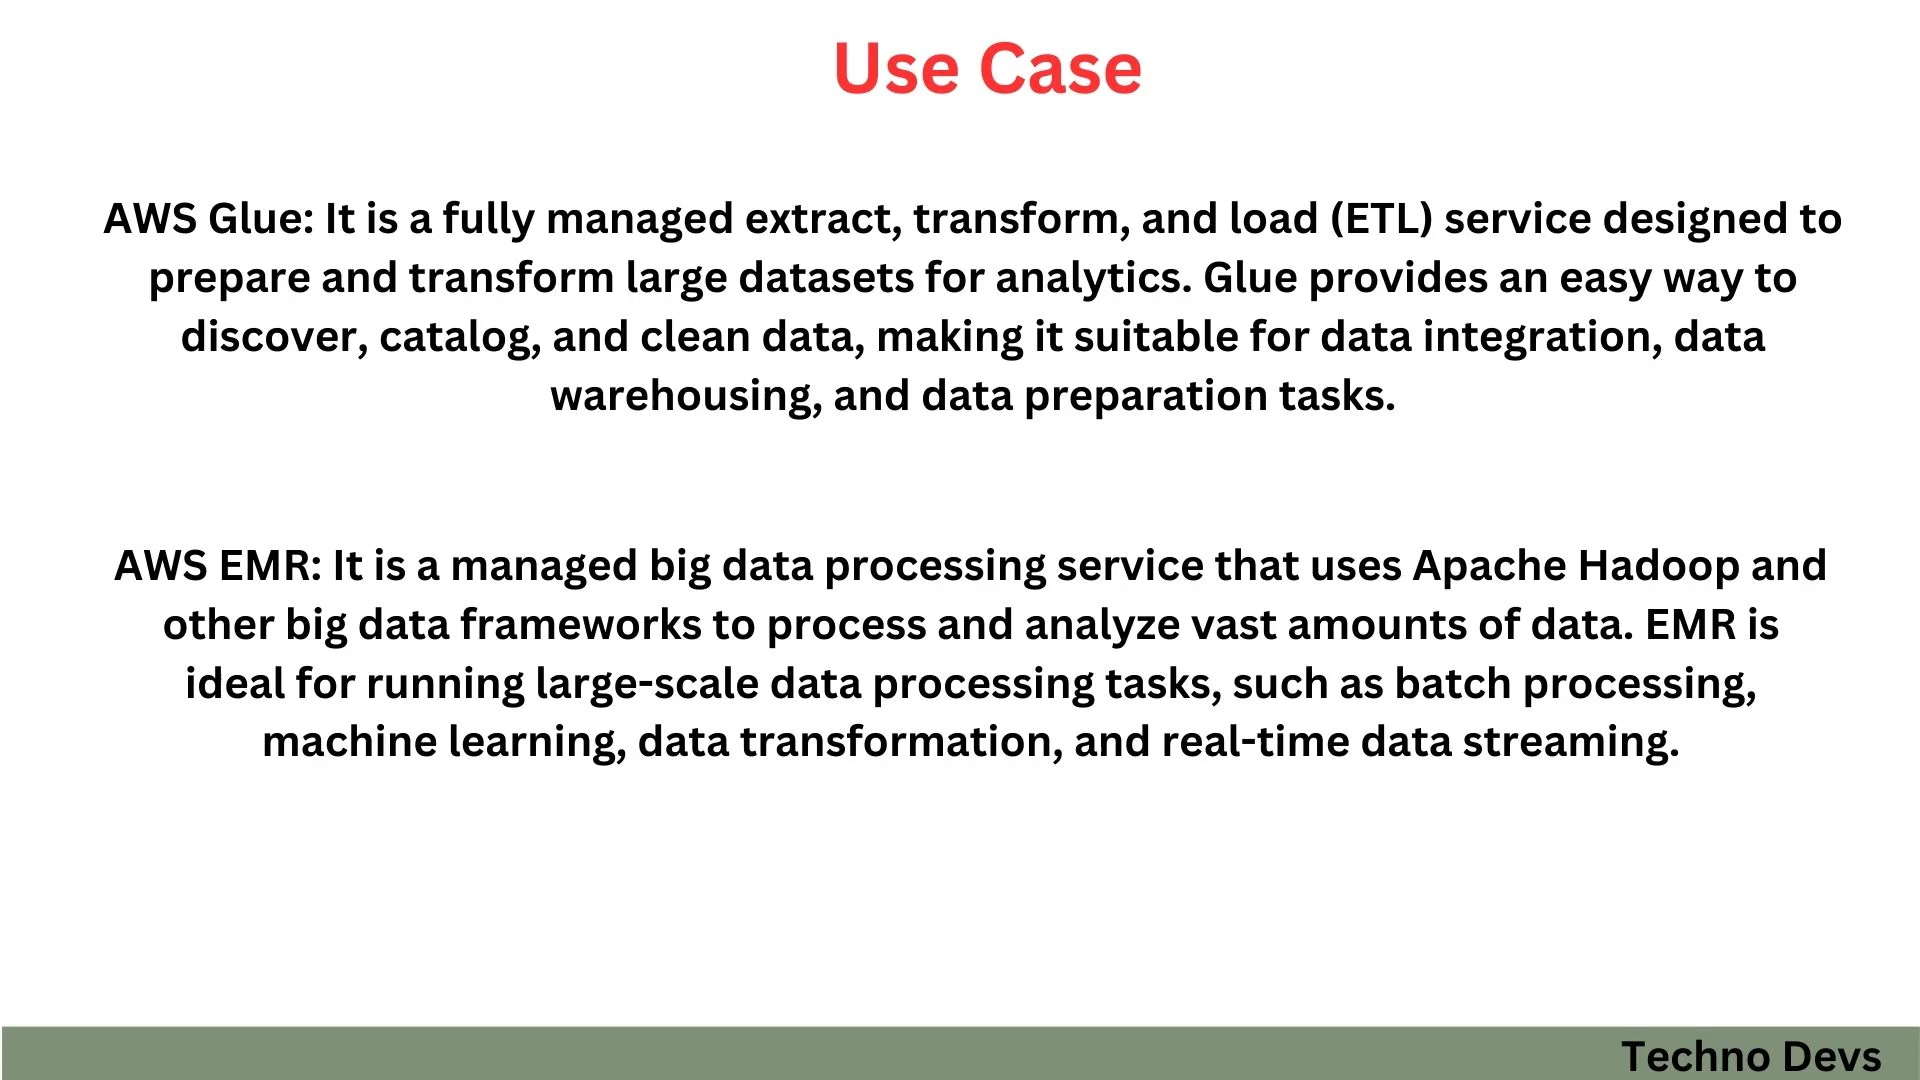 Use Case
AWS Glue: It is a fully managed extract, transform, and load (ETL) service designed to
prepare and transform large datasets for analytics. Glue provides an easy way to
discover, catalog, and clean data, making it suitable for data integration, data
warehousing, and data preparation tasks.
AWS EMR: It is a managed big data processing service that uses Apache Hadoop and
other big data frameworks to process and analyze vast amounts of data. EMR is
ideal for running large-scale data processing tasks, such as batch processing,
machine learning, data transformation, and real-time data streaming.
Techno Devs